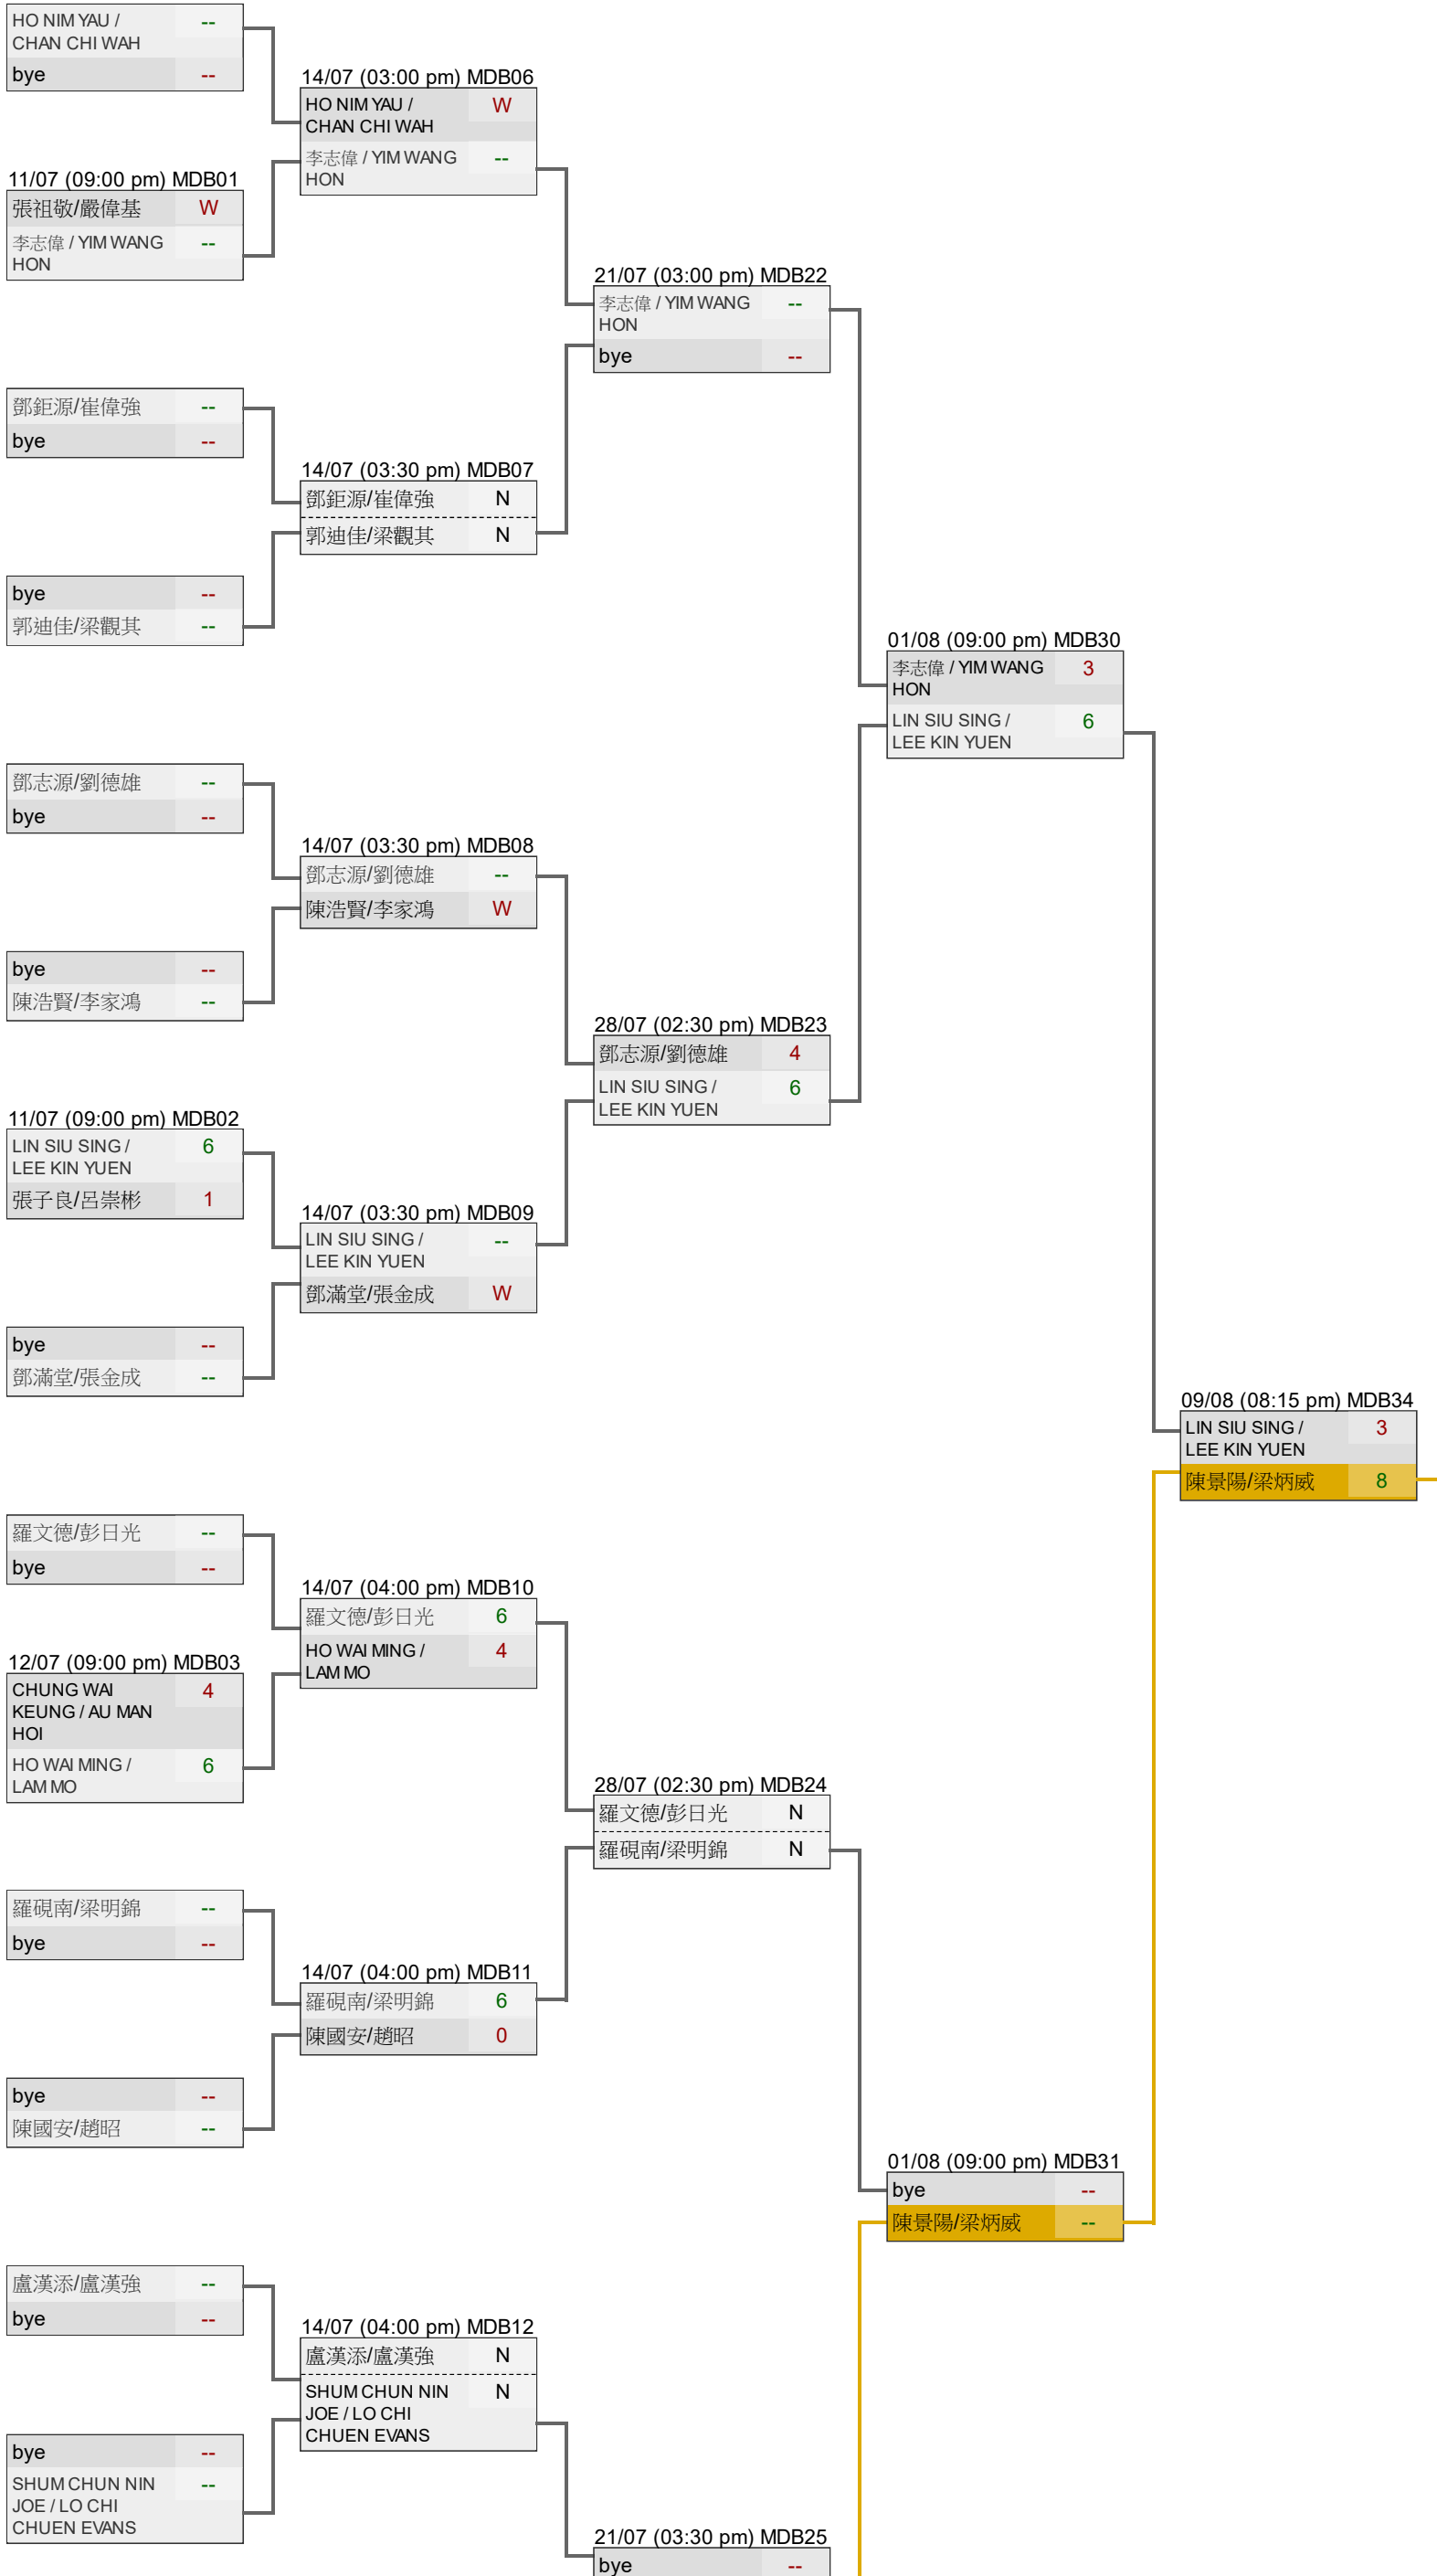 HO NIM YAU / --
CHAN CHI WAH
bye --
11/07 (09:00 pm) MDB01
張祖敬/嚴偉基 W
李志偉 / YIM WANG --
HON
鄧鉅源/崔偉強 --
bye --
bye --
郭迪佳/梁觀其 --
鄧志源/劉德雄 --
bye --
bye --
陳浩賢/李家鴻 --
11/07 (09:00 pm) MDB02
LIN SIU SING / 6
LEE KIN YUEN
張子良/呂崇彬 1
bye --
鄧滿堂/張金成 --
羅文德/彭日光 --
bye --
12/07 (09:00 pm) MDB03
CHUNG WAI 4
KEUNG / AU MAN
HOI
HO WAI MING / 6
LAM MO
羅硯南/梁明錦 --
bye --
bye --
陳國安/趙昭 --
盧漢添/盧漢強 --
bye --
bye --
SHUM CHUN NIN --
JOE / LO CHI
CHUEN EVANS
14/07 (03:00 pm) MDB06
HO NIM YAU / W
CHAN CHI WAH
李志偉 / YIM WANG --
HON
14/07 (03:30 pm) MDB07
鄧鉅源/崔偉強 N
郭迪佳/梁觀其 N
14/07 (03:30 pm) MDB08
鄧志源/劉德雄 --
陳浩賢/李家鴻 W
14/07 (03:30 pm) MDB09
LIN SIU SING / --
LEE KIN YUEN
鄧滿堂/張金成 W
14/07 (04:00 pm) MDB10
羅文德/彭日光 6
HO WAI MING / 4
LAM MO
14/07 (04:00 pm) MDB11
羅硯南/梁明錦 6
陳國安/趙昭 0
14/07 (04:00 pm) MDB12
盧漢添/盧漢強 N
SHUM CHUN NIN N
JOE / LO CHI
CHUEN EVANS
21/07 (03:00 pm) MDB22
李志偉 / YIM WANG --
HON
bye --
28/07 (02:30 pm) MDB23
鄧志源/劉德雄 4
LIN SIU SING / 6
LEE KIN YUEN
28/07 (02:30 pm) MDB24
羅文德/彭日光 N
羅硯南/梁明錦 N
21/07 (03:30 pm) MDB25
bye --
01/08 (09:00 pm) MDB30
李志偉 / YIM WANG 3
HON
LIN SIU SING / 6
LEE KIN YUEN
01/08 (09:00 pm) MDB31
bye --
陳景陽/梁炳威 --
09/08 (08:15 pm) MDB34
LIN SIU SING / 3
LEE KIN YUEN
陳景陽/梁炳威 8